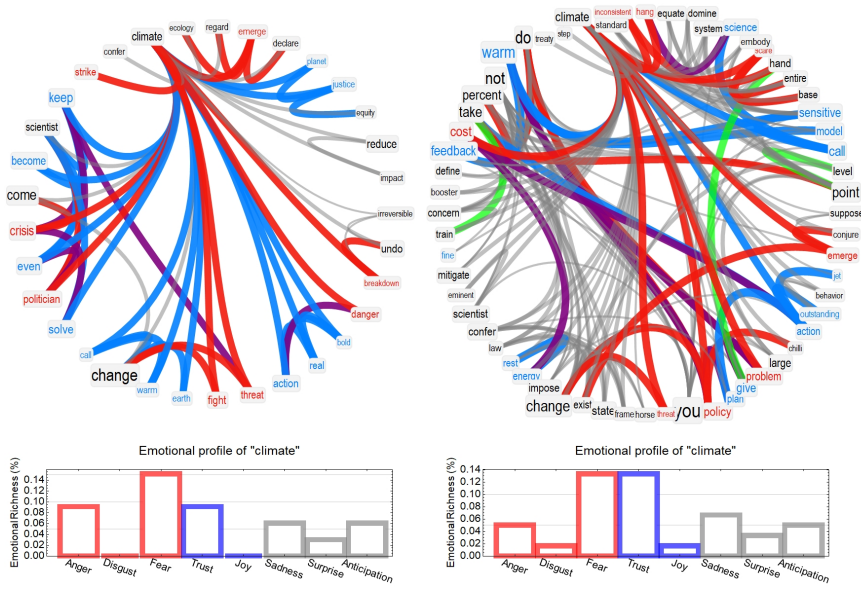 climate
ecology
regard
emerge
declare
confer
planet
strike
justice
keep
equity
scientist
reduce
become
impact
come
irreversible
crisis
undo
even
breakdown
politician
danger
solve
bold
call
real
change
action
warm
earth
fight
threat
climate
inconsistent
hang
equate
domine
standard
science
do
treaty
step
system
embody
warm
scare
hand
not
entire
percent
base
take
sensitive
cost
model
feedback
call
define
level
booster
point
concern
suppose
train
conjure
fine
emerge
mitigate
jet
eminent
behavior
scientist
outstanding
confer
action
law
chilli
rest
large
energy
problem
impose
give
change
plan
exist
state
frame
horse
threat
you
policy
Emotional profile of "climate"
Emotional Richness (%)
0.14
0.12
0.10
0.08
0.06
0.04
0.02
0.00
Anger
Disgust
Fear
Trust
Joy
Sadness
Surprise
Anticipation
Emotional profile of "climate"
Emotional Richness (%)
0.14
0.12
0.10
0.08
0.06
0.04
0.02
0.00
Anger
Disgust
Fear
Trust
Joy
Sadness
Surprise
Anticipation